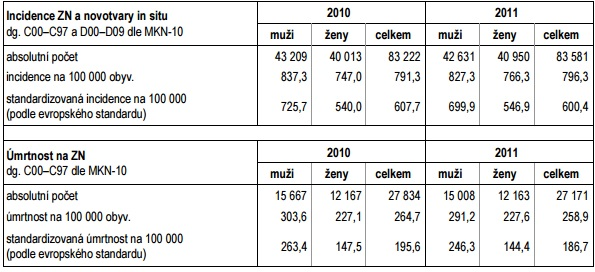 Incidence ZN a novotvary in situ 2010 2011
dg. C00–C97 a D00–D09 dle MKN-10 muži ženy celkem muži ženy celkem
absolutní počet 43 209 40 013 83 222 42 631 40 950 83 581
incidence na 100 000 obyv. 837,3 747,0 791,3 827,3 766,3 796,3
standardizovaná incidence na 100 000
(podle evropského standardu) 725,7 540,0 607,7 699,9 546,9 600,4
Úmrtnost na ZN 2010 2011
dg. C00–C97 dle MKN-10 muži ženy celkem muži ženy celkem
absolutní počet 15 667 12 167 27 834 15 008 12 163 27 171
úmrtnost na 100 000 obyv. 303,6 227,1 264,7 291,2 227,6 258,9
standardizovaná úmrtnost na 100 000
(podle evropského standardu) 263,4 147,5 195,6 246,3 144,4 186,7